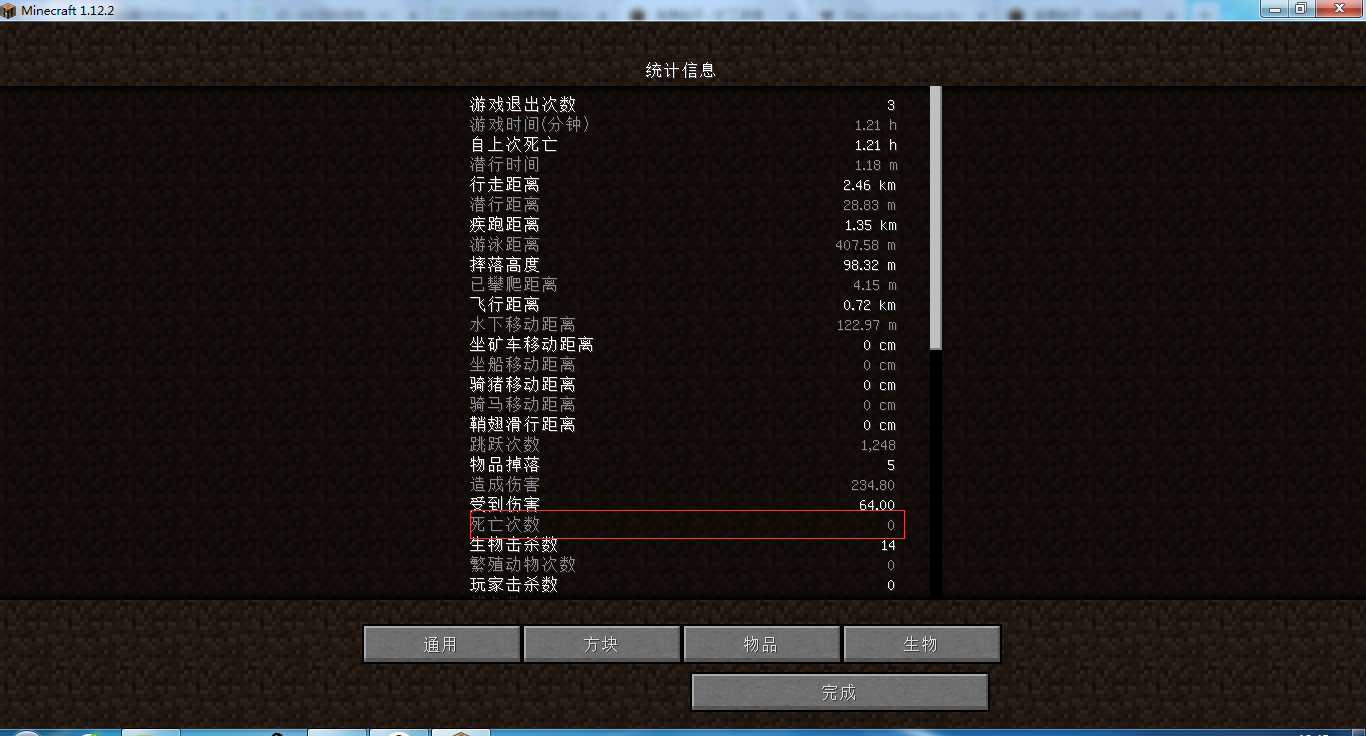 Minecraft 1.12.2
统计信息
游戏退出次数 3
游戏时间(分钟) 1.21 h
自上次死亡 1.21 h
潜行时间 1.18 m
行走距离 2.46 km
潜行距离 28.83 m
疾跑距离 1.35 km
游泳距离 407.58 m
摔落高度 98.32 m
已攀爬距离 4.15 m
飞行距离 0.72 km
水下移动距离 122.97 m
坐矿车移动距离 0 cm
坐船移动距离 0 cm
骑猪移动距离 0 cm
骑马移动距离 0 cm
鞘翅滑行距离 0 cm
跳跃次数 1,248
物品掉落 5
造成伤害 234.80
受到伤害 64.00
死亡次数 0
生物击杀数 14
繁殖动物次数 0
玩家击杀数 0
通用 方块 物品 生物
完成